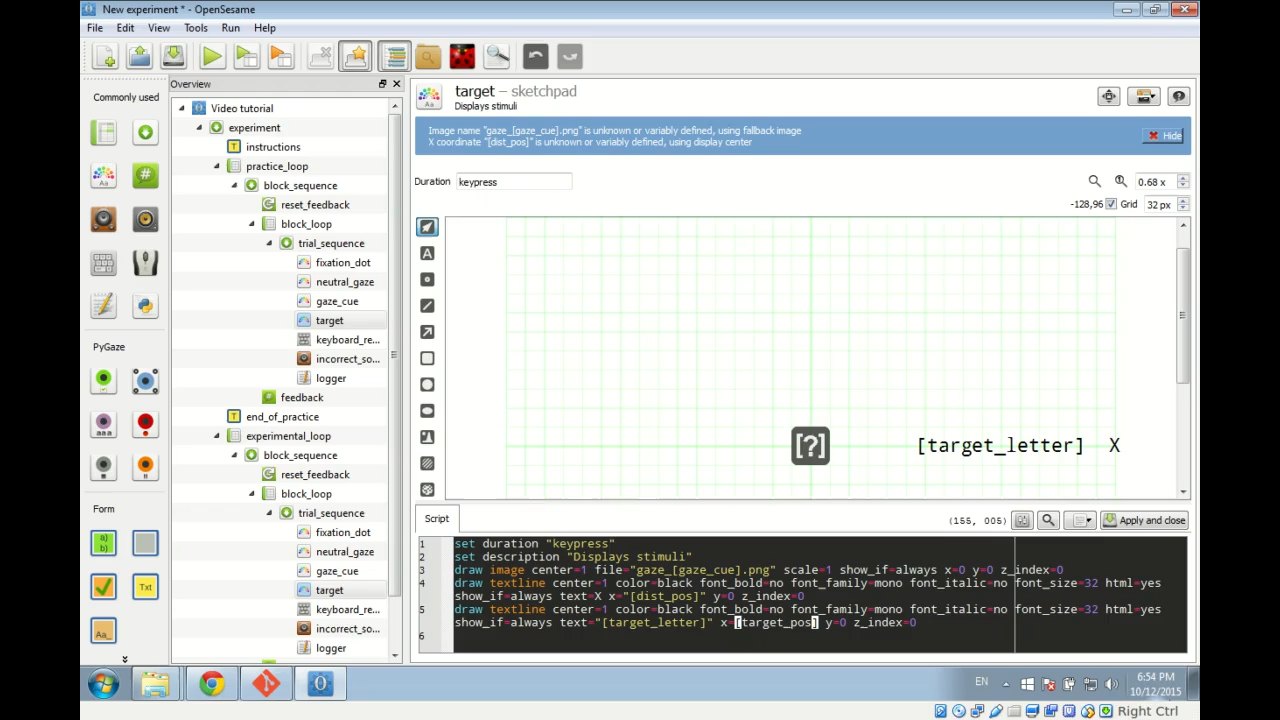 New experiment * - OpenSesame
File Edit View Tools Run Help
Overview
Commonly used
PyGaze
Form
Aa
a)
b)
Txt
Aa_
Video tutorial
experiment
instructions
practice_loop
block_sequence
reset_feedback
block_loop
trial_sequence
fixation_dot
neutral_gaze
gaze_cue
target
keyboard_re...
incorrect_so...
logger
feedback
end_of_practice
experimental_loop
block_sequence
reset_feedback
block_loop
trial_sequence
fixation_dot
neutral_gaze
gaze_cue
target
keyboard_re...
incorrect_so...
logger
target – sketchpad
Displays stimuli
Image name "gaze_[gaze_cue].png" is unknown or variably defined, using fallback image
X coordinate "[dist_pos]" is unknown or variably defined, using display center
Hide
Duration keypress
0.68 x
-128,96 Grid 32 px
A
[?] [target_letter] X
Script
(155, 005) Apply and close
1 set duration "keypress"
2 set description "Displays stimuli"
3 draw image center=1 file="gaze_[gaze_cue].png" scale=1 show_if=always x=0 y=0 z_index=0
4 draw textline center=1 color=black font_bold=no font_family=mono font_italic=no font_size=32 html=yes
show_if=always text=X x="[dist_pos]" y=0 z_index=0
5 draw textline center=1 color=black font_bold=no font_family=mono font_italic=no font_size=32 html=yes
show_if=always text="[target_letter]" x=[target_pos] y=0 z_index=0
6
EN
6:54 PM
10/12/2015
Right Ctrl